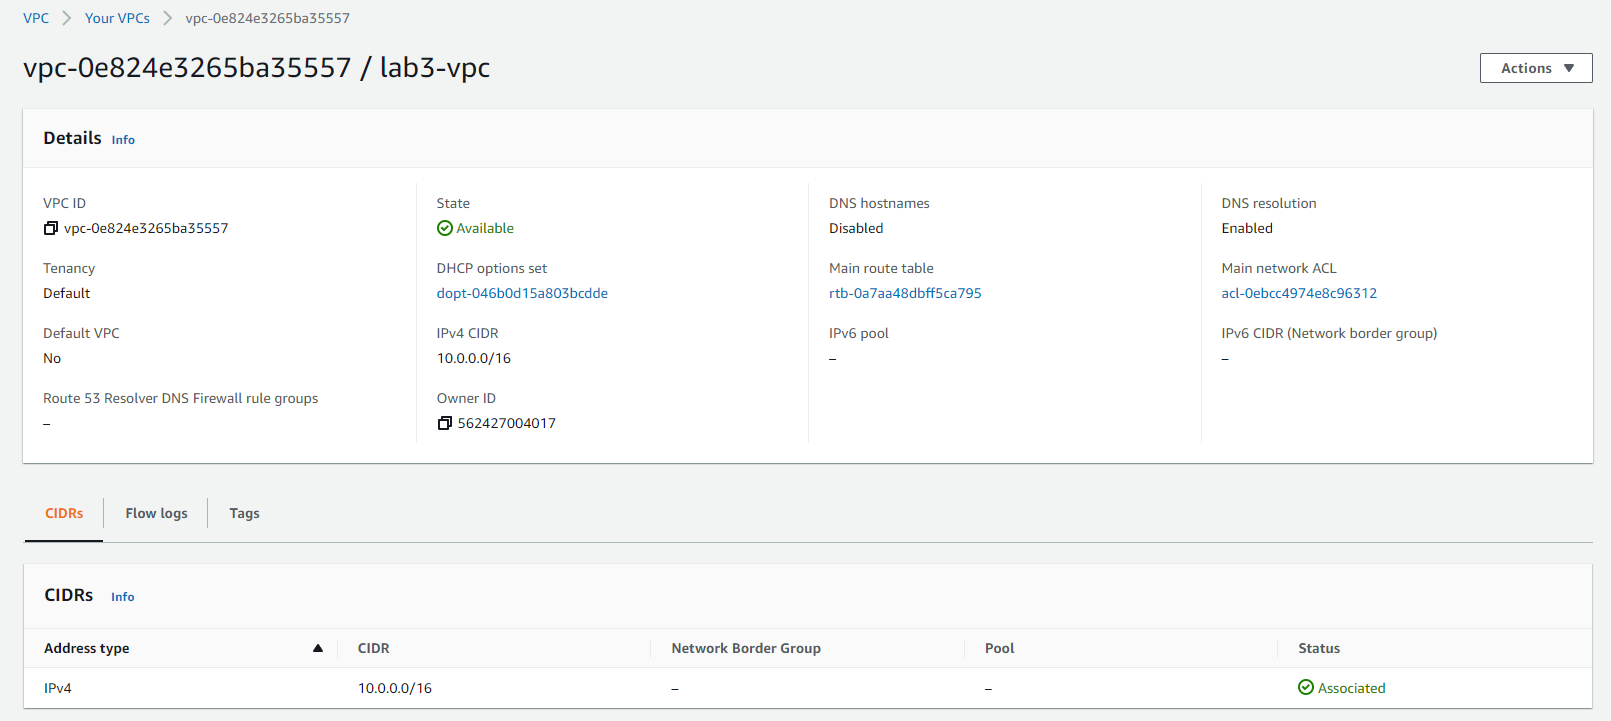 VPC > Your VPCs > vpc-0e824e3265ba35557
vpc-0e824e3265ba35557 / lab3-vpc
Actions ▼
Details Info
VPC ID State DNS hostnames DNS resolution
vpc-0e824e3265ba35557 Available Disabled Enabled
Tenancy DHCP options set Main route table Main network ACL
Default dopt-046b0d15a803bcdde rtb-0a7aa48dbff5ca795 acl-0ebcc4974e8c96312
Default VPC IPv4 CIDR IPv6 pool IPv6 CIDR (Network border group)
No 10.0.0.0/16 – –
Route 53 Resolver DNS Firewall rule groups Owner ID
– 562427004017
CIDRs Flow logs Tags
CIDRs Info
Address type ▲ CIDR Network Border Group Pool Status
IPv4 10.0.0.0/16 – – Associated